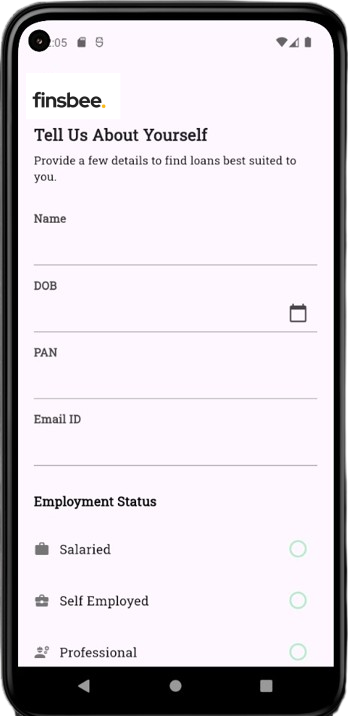 :05
finsbee.
Tell Us About Yourself
Provide a few details to find loans best suited to
you.
Name
DOB
PAN
Email ID
Employment Status
Salaried
Self Employed
Professional